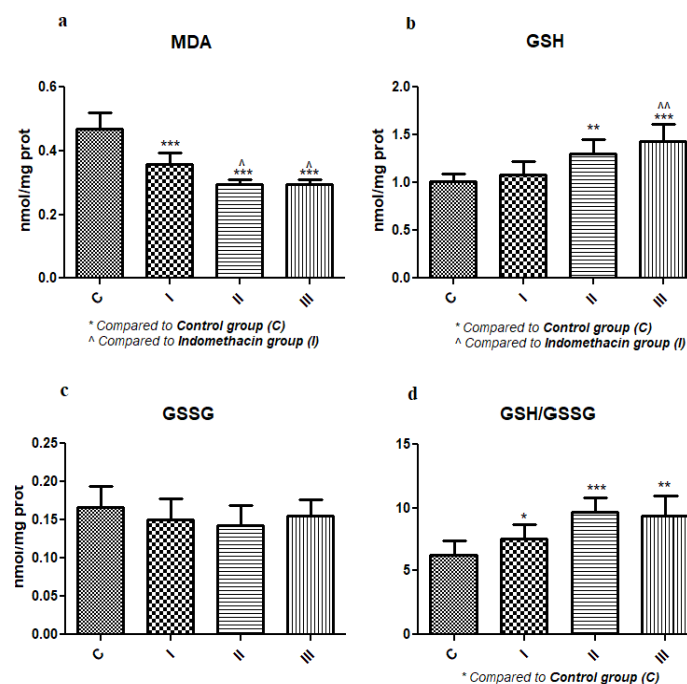 a
MDA
nmol/mg prot
0.6
0.4
0.2
0.0
***
^
***
^
***
C
I
II
III
* Compared to Control group (C)
^ Compared to Indomethacin group (I)
b
GSH
nmol/mg prot
2.0
1.5
1.0
0.5
0.0
**
^^
***
C
I
II
III
* Compared to Control group (C)
^ Compared to Indomethacin group (I)
c
GSSG
nmol/mg prot
0.25
0.20
0.15
0.10
0.05
0.00
C
I
II
III
d
GSH/GSSG
15
10
5
0
*
***
**
C
I
II
III
* Compared to Control group (C)